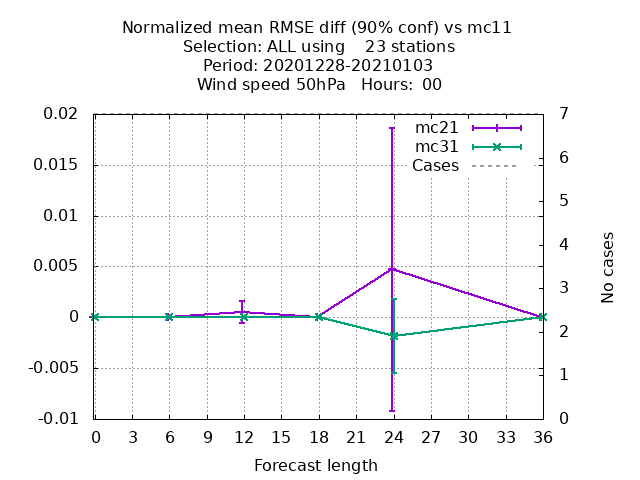 Normalized mean RMSE diff (90% conf) vs mc11
Selection: ALL using    23 stations
Period: 20201228-20210103
Wind speed 50hPa   Hours:  00
0.02
0.015
0.01
0.005
0
-0.005
-0.01
7
6
5
4
3
2
1
0
mc21
mc31
Cases
No cases
0 3 6 9 12 15 18 21 24 27 30 33 36
Forecast length